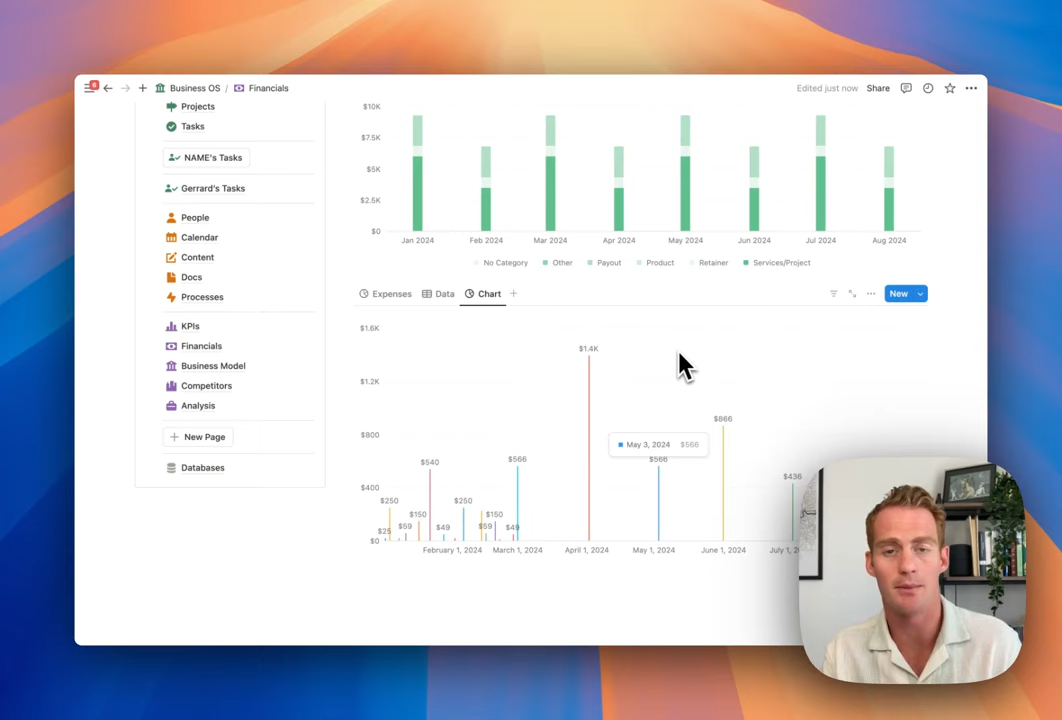 6
Business OS / Financials
Edited just now Share
Projects
Tasks
NAME's Tasks
Gerrard's Tasks
People
Calendar
Content
Docs
Processes
KPIs
Financials
Business Model
Competitors
Analysis
New Page
Databases
$10K
$7.5K
$5K
$2.5K
$0
Jan 2024 Feb 2024 Mar 2024 Apr 2024 May 2024 Jun 2024 Jul 2024 Aug 2024
No Category Other Payout Product Retainer Services/Project
Expenses Data Chart
New
$1.6K
$1.2K
$800
$400
$0
$1.4K
May 3, 2024 $566
$866
$566
$540
$566
$436
$250
$250
$150
$150
$25
$59
$49
$59
$49
February 1, 2024 March 1, 2024 April 1, 2024 May 1, 2024 June 1, 2024 July 1, 2